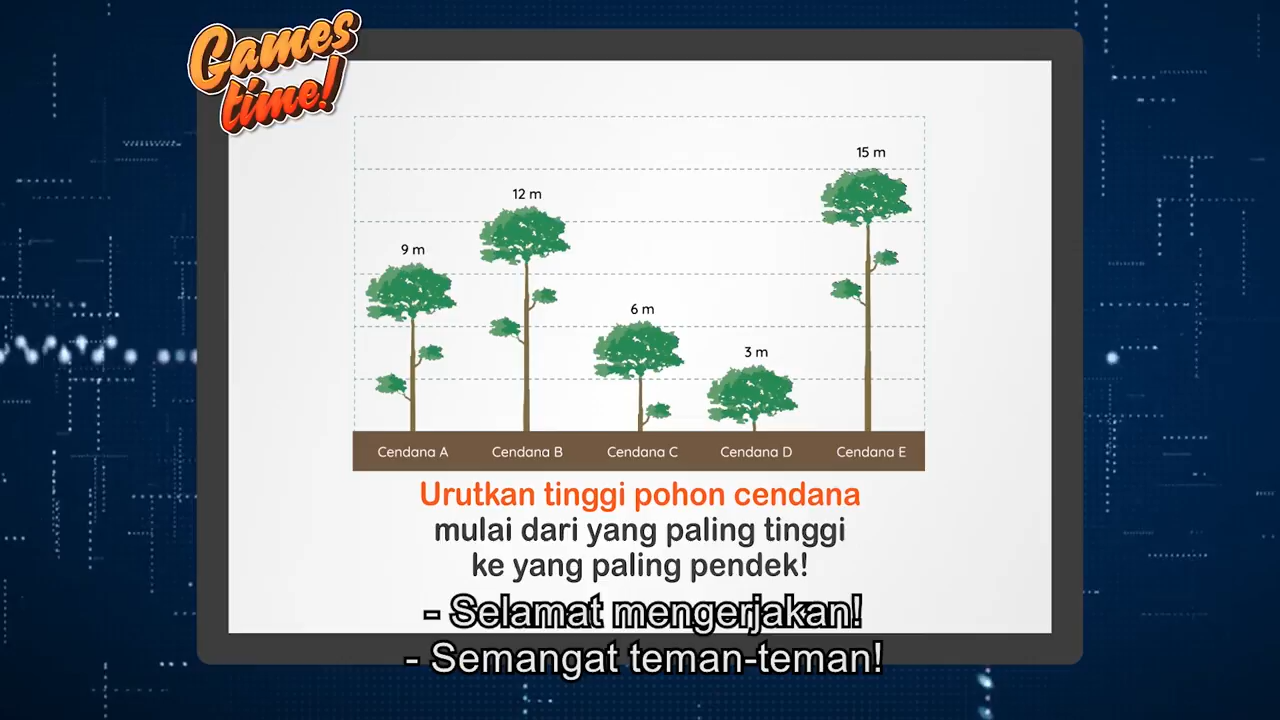 Games
time!
15 m
12 m
9 m
6 m
3 m
Cendana A
Cendana B
Cendana C
Cendana D
Cendana E
Urutkan tinggi pohon cendana
mulai dari yang paling tinggi
ke yang paling pendek!
- Selamat mengerjakan!
- Semangat teman-teman!